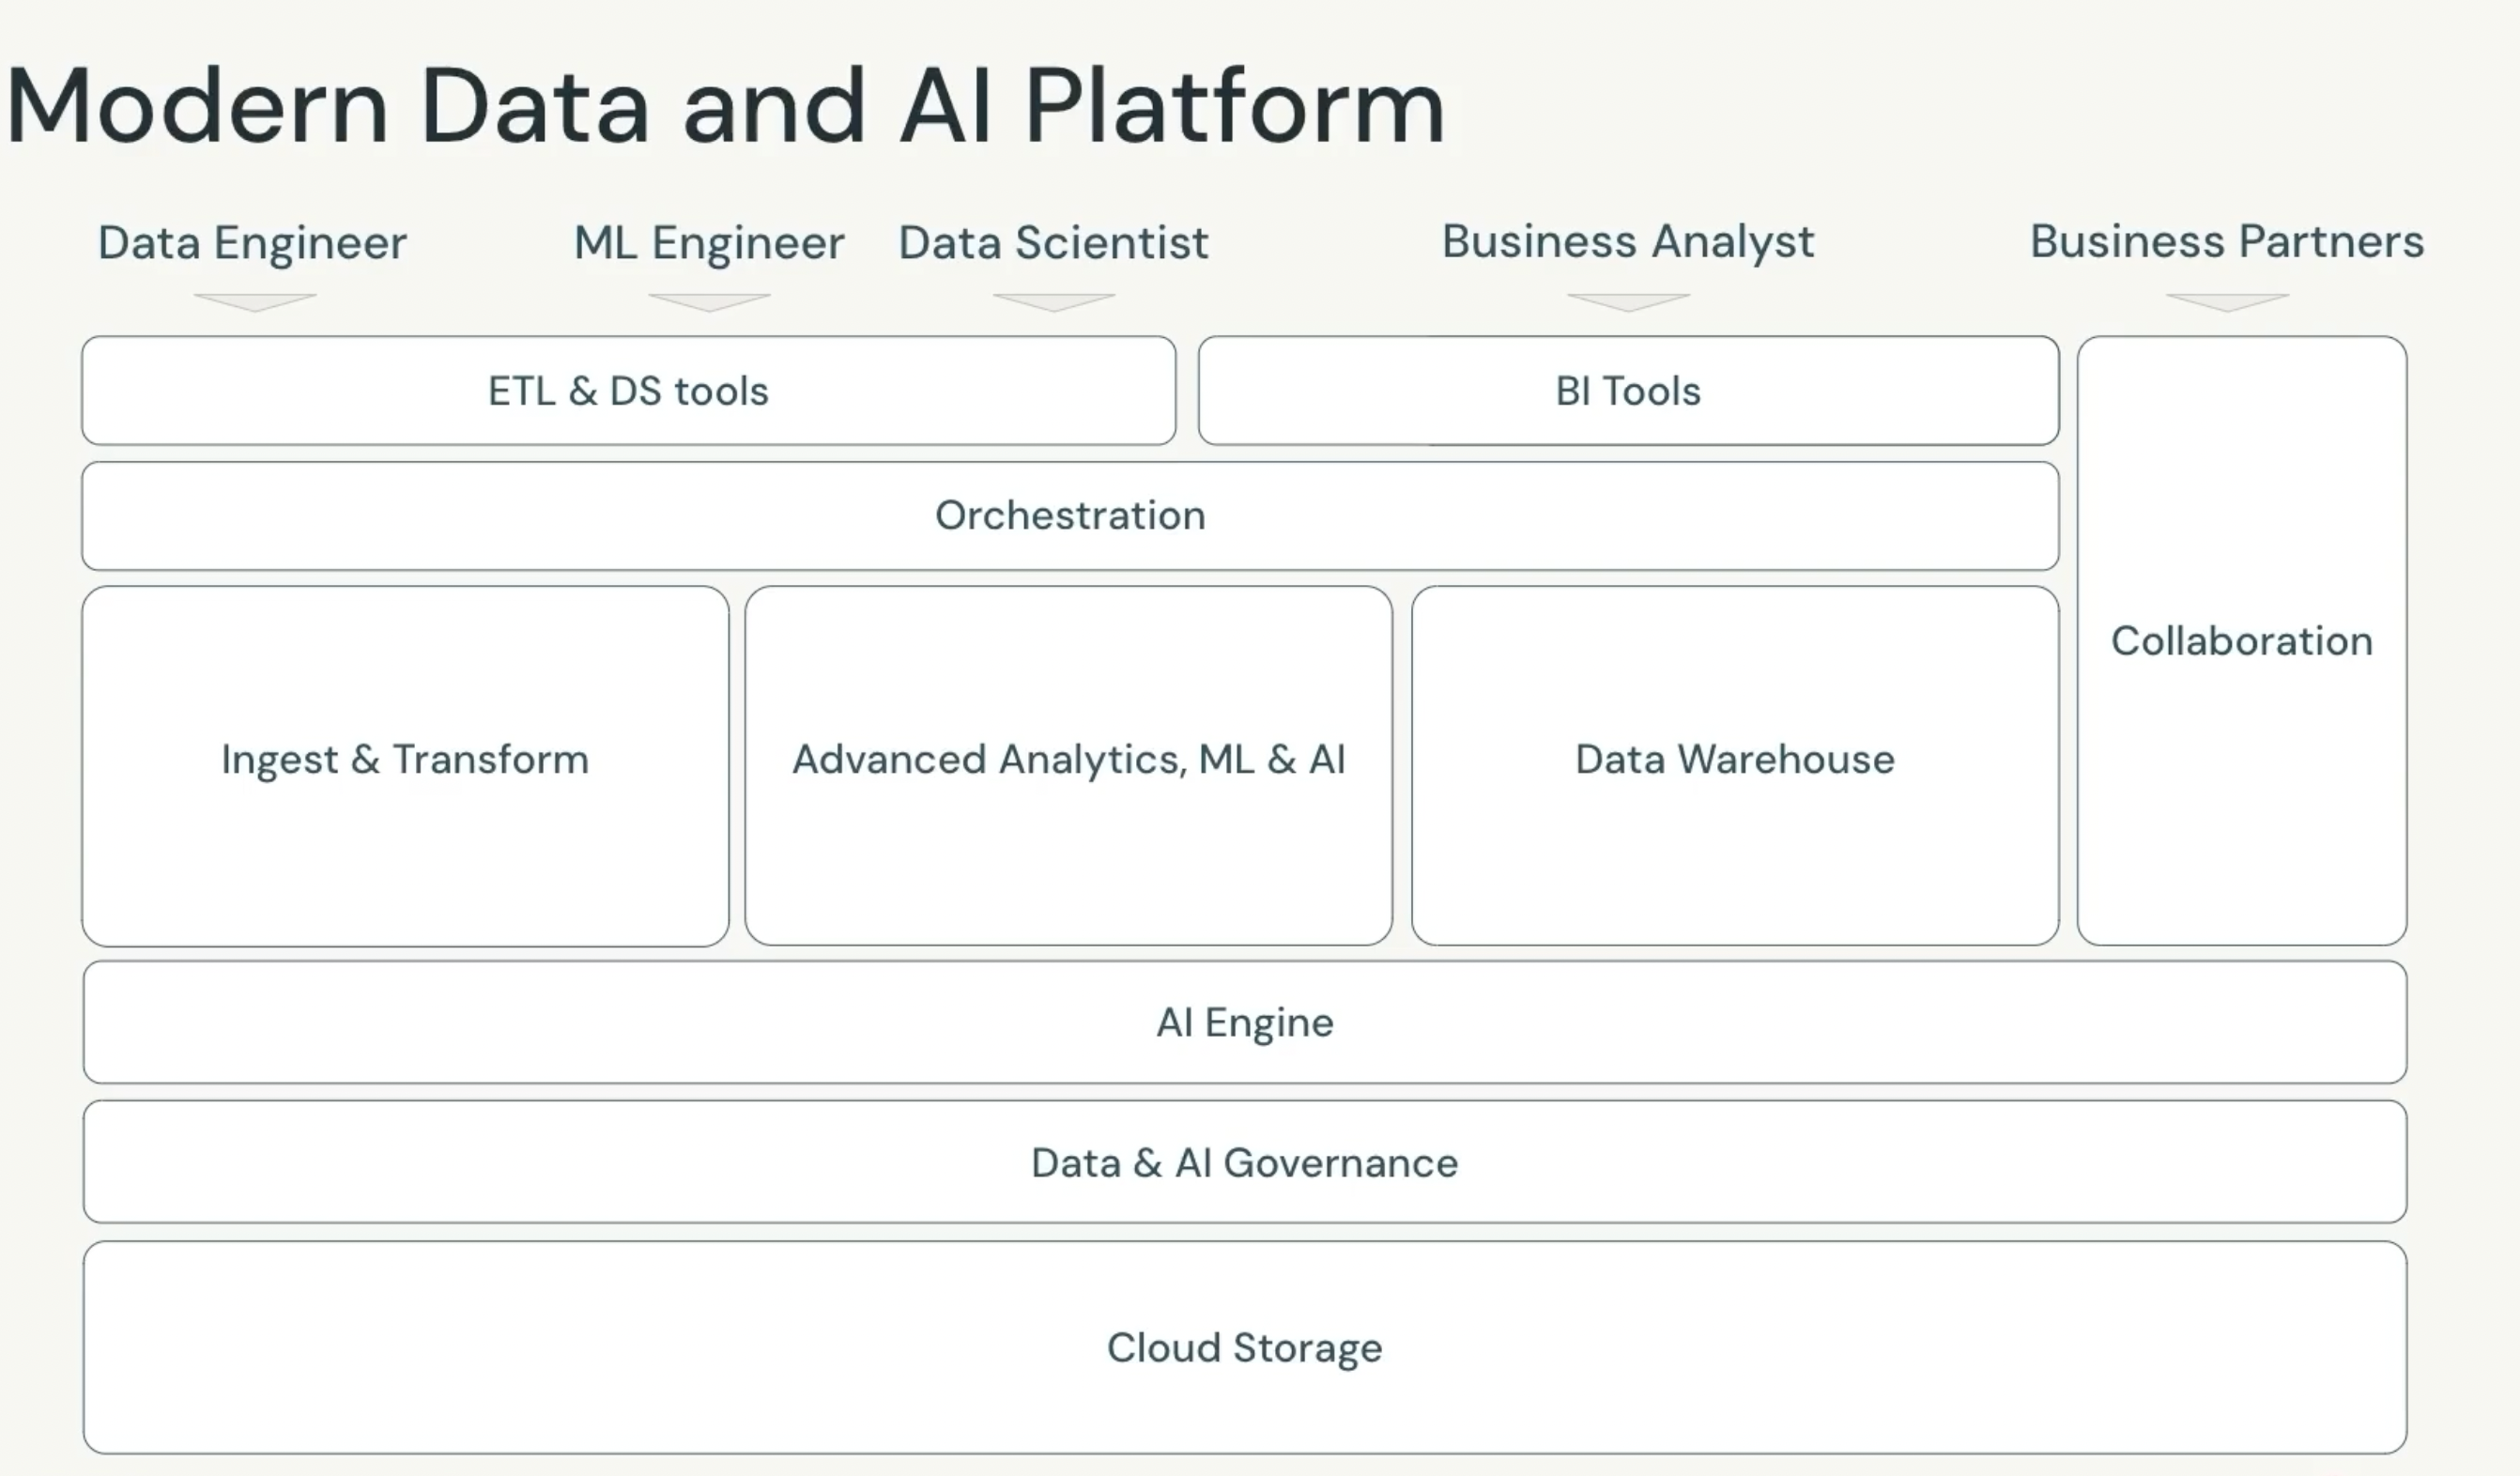 Modern Data and AI Platform
Data Engineer
ML Engineer
Data Scientist
Business Analyst
Business Partners
ETL & DS tools
BI Tools
Orchestration
Collaboration
Ingest & Transform
Advanced Analytics, ML & AI
Data Warehouse
AI Engine
Data & AI Governance
Cloud Storage